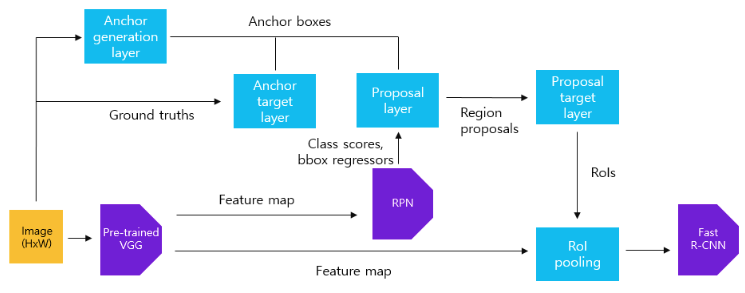 Anchor
generation
layer
Anchor boxes
Anchor
target
layer
Ground truths
Proposal
layer
Region
proposals
Proposal
target
layer
Class scores,
bbox regressors
RoIs
Feature map
RPN
Image
(HxW)
Pre-trained
VGG
Feature map
RoI
pooling
Fast
R-CNN